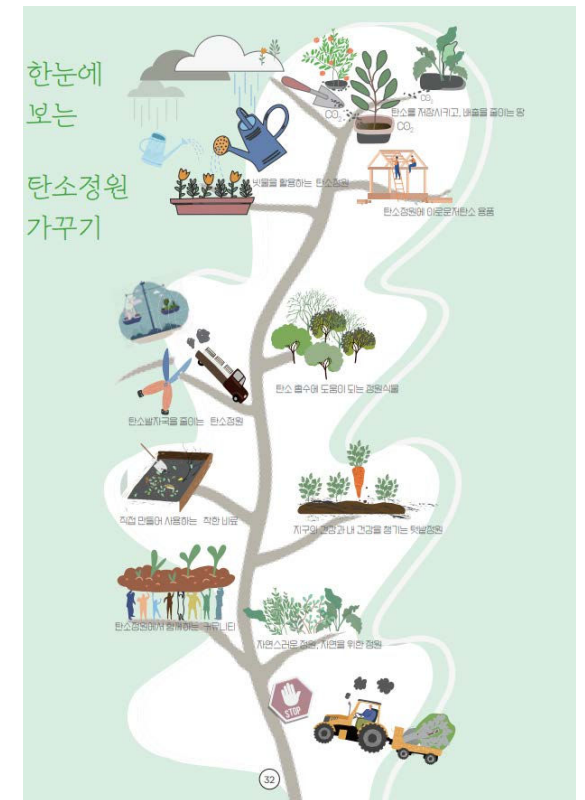 한눈에
보는
탄소정원
가꾸기
CO₂
CO₂
탄소를 저장시키고, 배출을 줄이는 땅
CO₂
빗물을 활용하는 탄소정원
탄소정원에 이로운저탄소 용품
탄소 흡수에 도움이 되는 정원식물
탄소발자국을 줄이는 탄소정원
직접 만들어 사용하는 착한 비료
지구의 건강과 내 건강을 챙기는 텃밭정원
탄소정원에서 함께하는 커뮤니티
자연스러운 정원, 자연을 위한 정원
STOP
32